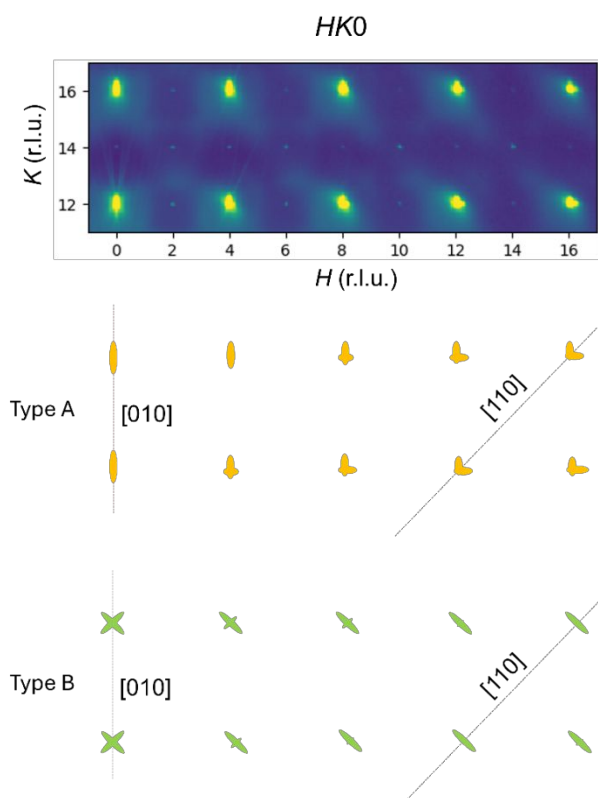 HK0
K (r.l.u.)
16
14
12
0 2 4 6 8 10 12 14 16
H (r.l.u.)
Type A
[010]
[110]
Type B
[010]
[110]